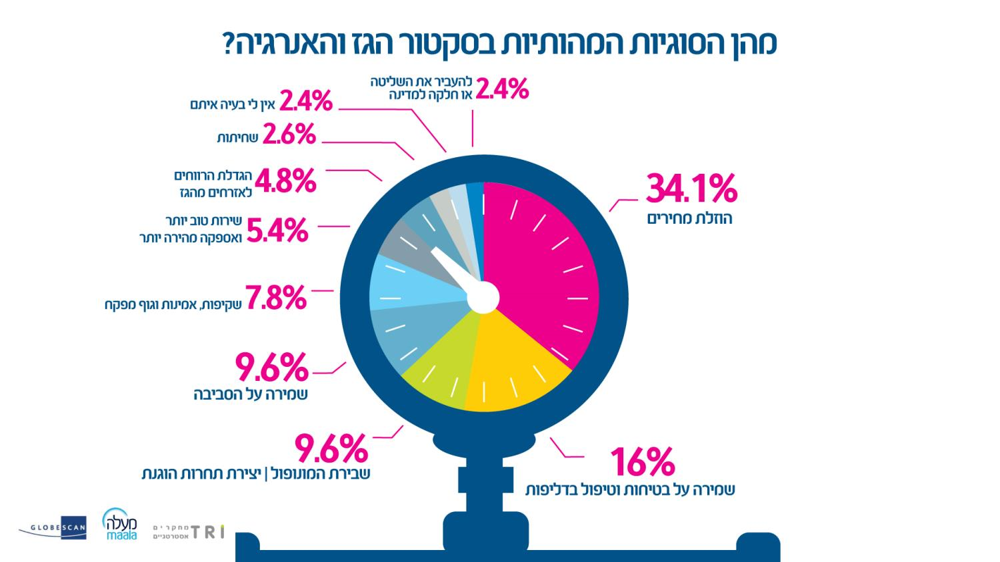 מהן הסוגיות המהותיות בסקטור הגז והאנרגיה?
2.4% להעביר את השליטה
או חלקה למדינה
2.4% אין לי בעיה איתם
2.6% שחיתות
4.8% הגדלת הרווחים
לאזרחים מהגז
5.4% שירות טוב יותר
ואספקה מהירה יותר
7.8% שקיפות, אמינות וגוף מפקח
9.6%
שמירה על הסביבה
9.6%
שבירת המונופול | יצירת תחרות הוגנת
34.1%
הוזלת מחירים
16%
שמירה על בטיחות וטיפול בדליפות
GLOBESCAN
מעלה
maala
TRI מחקרים
אסטרטגיים